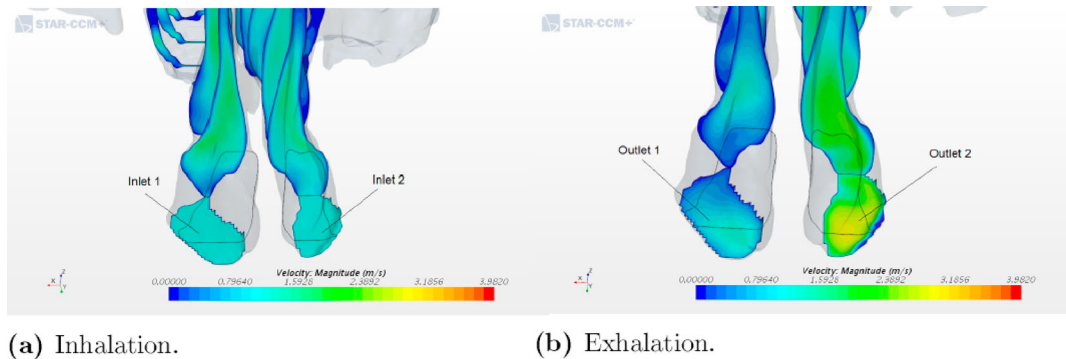 STAR-CCM+
Inlet 1
Inlet 2
X
Z
Y
Velocity: Magnitude (m/s)
0.00000 0.79640 1.5928 2.3892 3.1856 3.9820
(a) Inhalation.
STAR-CCM+
Outlet 1
Outlet 2
X
Z
Y
Velocity: Magnitude (m/s)
0.00000 0.79640 1.5928 2.3892 3.1856 3.9820
(b) Exhalation.